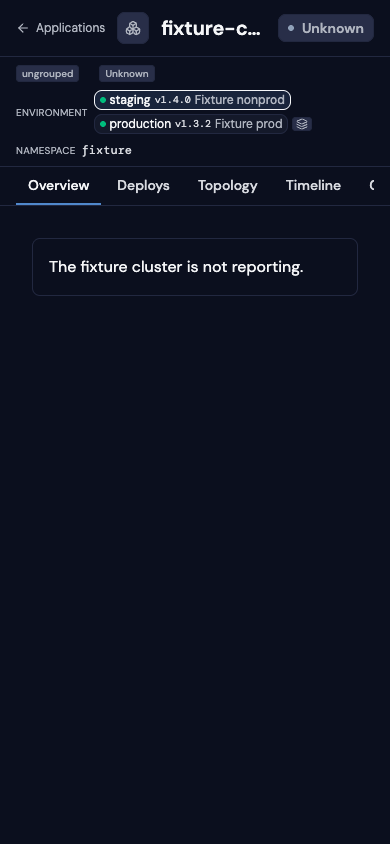 Applications
fixture-c...
Unknown
ungrouped
Unknown
ENVIRONMENT
staging v1.4.0 Fixture nonprod
production v1.3.2 Fixture prod
NAMESPACE fixture
Overview
Deploys
Topology
Timeline
The fixture cluster is not reporting.